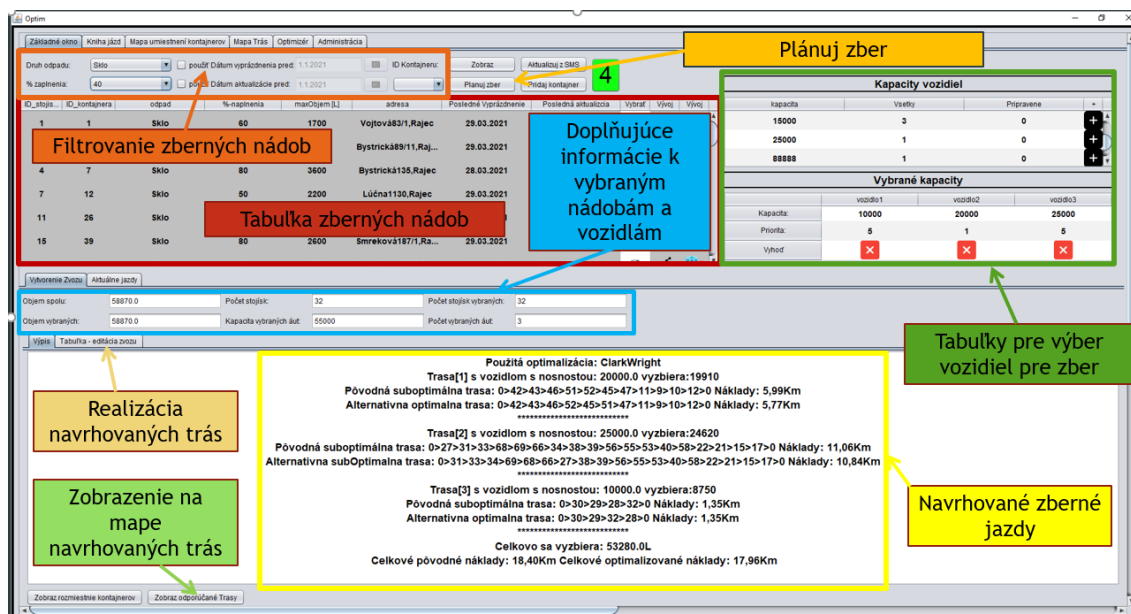 Optim
Základné okno Kniha jázd Mapa umiestnení kontajnerov Mapa Trás Optimizér Administrácia
Druh odpadu: Sklo použiť Dátum vyprázdnenia pred: 1.1.2021 ID Kontajneru: Zobraz Aktualizuj z SMS
% zaplnenia: 40 použiť Dátum aktualizácie pred: 1.1.2021 Planuj zber Pridaj kontajner
4
Plánuj zber
ID_stojis... ID_kontajnera odpad %-naplnenia maxObjem [L] adresa Posledné Vyprázdnenie Posledná aktualizcia Vybrať Vývoj Vývoj
1 1 Sklo 60 1700 Vojtová83/1,Rajec 29.03.2021
Bystrická89/11,Raj... 29.03.2021
4 7 Sklo 80 3600 Bystrická135,Rajec 28.03.2021
7 12 Sklo 50 2200 Lúčna1130,Rajec 29.03.2021
11 26 Sklo
15 39 Sklo 80 2600 Smreková187/1,Ra... 29.03.2021
Filtrovanie zberných nádob
Tabuľka zberných nádob
Doplňujúce
informácie k
vybraným
nádobám a
vozidlám
Kapacity vozidiel
kapacita Vsetky Pripravene +
15000 3 0 +
25000 1 0 +
88888 1 0 +
Vybrané kapacity
vozidlo1 vozidlo2 vozidlo3
Kapacita: 10000 20000 25000
Priorita: 5 1 5
Vyhoď
Vytvorenie Zvozu Aktuálne jazdy
Objem spolu: 58870.0 Počet stojísk: 32 Počet stojísk vybraných: 32
Objem vybraných: 58870.0 Kapacita vybraných áut: 55000 Počet vybraných áut: 3
Výpis Tabuľka - editácia zvozu
Tabuľky pre výber
vozidiel pre zber
Realizácia
navrhovaných trás
Použitá optimalizácia: ClarkWright
Trasa[1] s vozidlom s nosnostou: 20000.0 vyzbiera:19910
Pôvodná suboptimálna trasa: 0>42>43>46>51>52>45>47>11>9>10>12>0 Náklady: 5,99Km
Alternativna optimalna trasa: 0>42>43>46>52>45>51>47>11>9>10>12>0 Náklady: 5,77Km
****************************
Trasa[2] s vozidlom s nosnostou: 25000.0 vyzbiera:24620
Pôvodná suboptimálna trasa: 0>27>31>33>68>69>66>34>38>39>56>55>53>40>58>22>21>15>17>0 Náklady: 11,06Km
Alternativna subOptimalna trasa: 0>31>33>34>69>68>66>27>38>39>56>55>53>40>58>22>21>15>17>0 Náklady: 10,84Km
****************************
Trasa[3] s vozidlom s nosnostou: 10000.0 vyzbiera:8750
Pôvodná suboptimálna trasa: 0>30>29>28>32>0 Náklady: 1,35Km
Alternativna optimalna trasa: 0>30>29>32>28>0 Náklady: 1,35Km
****************************
Celkovo sa vyzbiera: 53280.0L
Celkové pôvodné náklady: 18,40Km Celkové optimalizované náklady: 17,96Km
Zobrazenie na
mape
navrhovaných trás
Navrhované zberné
jazdy
Zobraz rozmiestnie kontajnerov Zobraz odporúčané Trasy